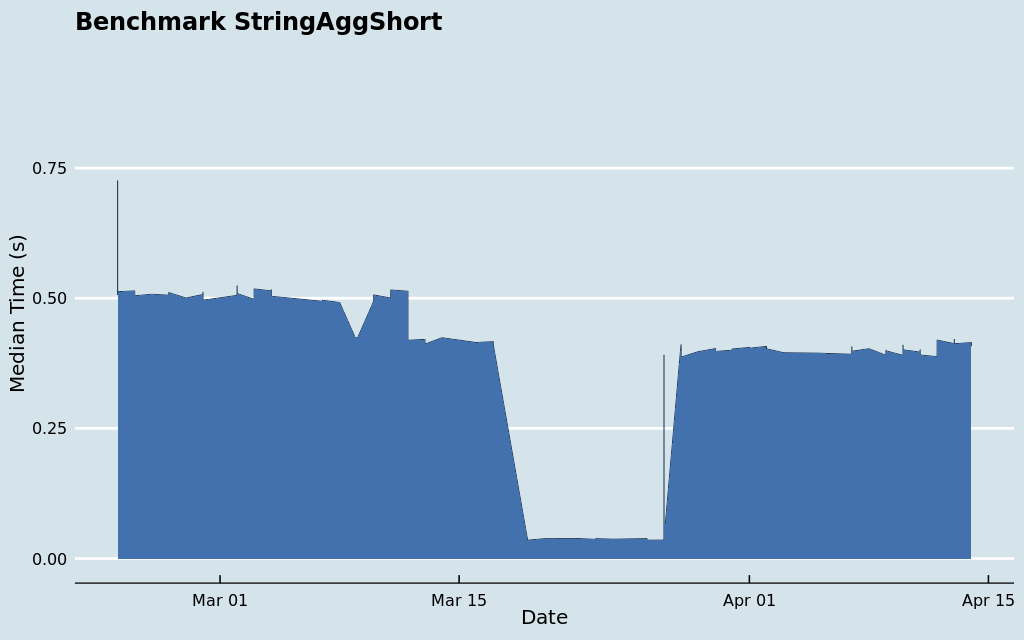 Benchmark StringAggShort
Median Time (s)
0.75
0.50
0.25
0.00
Mar 01
Mar 15
Apr 01
Apr 15
Date